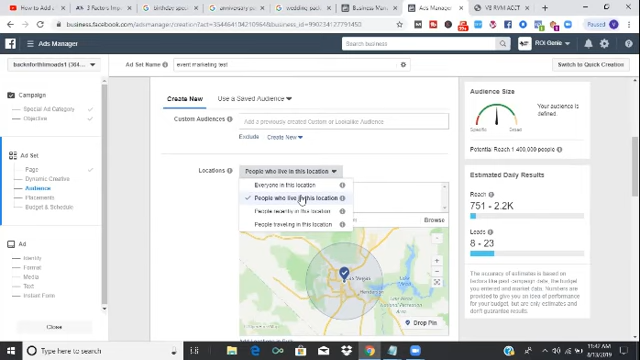 How to Add
3 Factors Imp
birthday speci
anniversary pa
wedding pack
Business Mana
Ads Manager
VB RVM ACCT
business.facebook.com/adsmanager/creation?act=
Paused
Ads Manager
Search business
ROI Genie
Ad Set Name
event marketing test
Switch to Quick Creation
Campaign
Special Ad Category
Objective
Ad Set
Page
Dynamic Creative
Audience
Placements
Budget & Schedule
Ad
Identity
Format
Media
Text
Instant Form
Close
Create New
Use a Saved Audience
Custom Audiences
Add a previously created Custom or Lookalike Audience
Exclude
Create New
Locations
People who live in this location
Everyone in this location
People who live in this location
People recently in this location
People traveling in this location
Browse
Las Vegas
Henderson
Drop Pin
Audience Size
Your audience is defined.
Specific
Broad
Potential Reach: 1,400,000 people
Estimated Daily Results
Reach
751 - 2.2K
Leads
8 - 23
The accuracy of estimates is based on
factors like past campaign data, the budget
you entered and market data. Numbers are
provided to give you an idea of performance
for your budget, but are only estimates and
don't guarantee results.
Type here to search
11:42 AM
8/13/2019